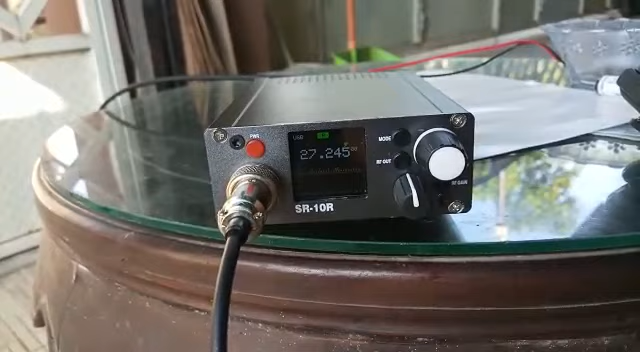 PWR
USB
27.245
MODE
RF OUT
RF GAIN
SR-10R